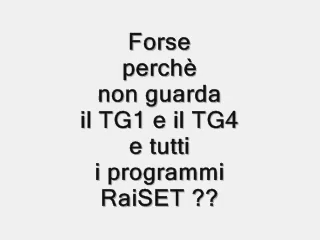 Forse
perchè
non guarda
il TG1 e il TG4
e tutti
i programmi
RaiSET ??